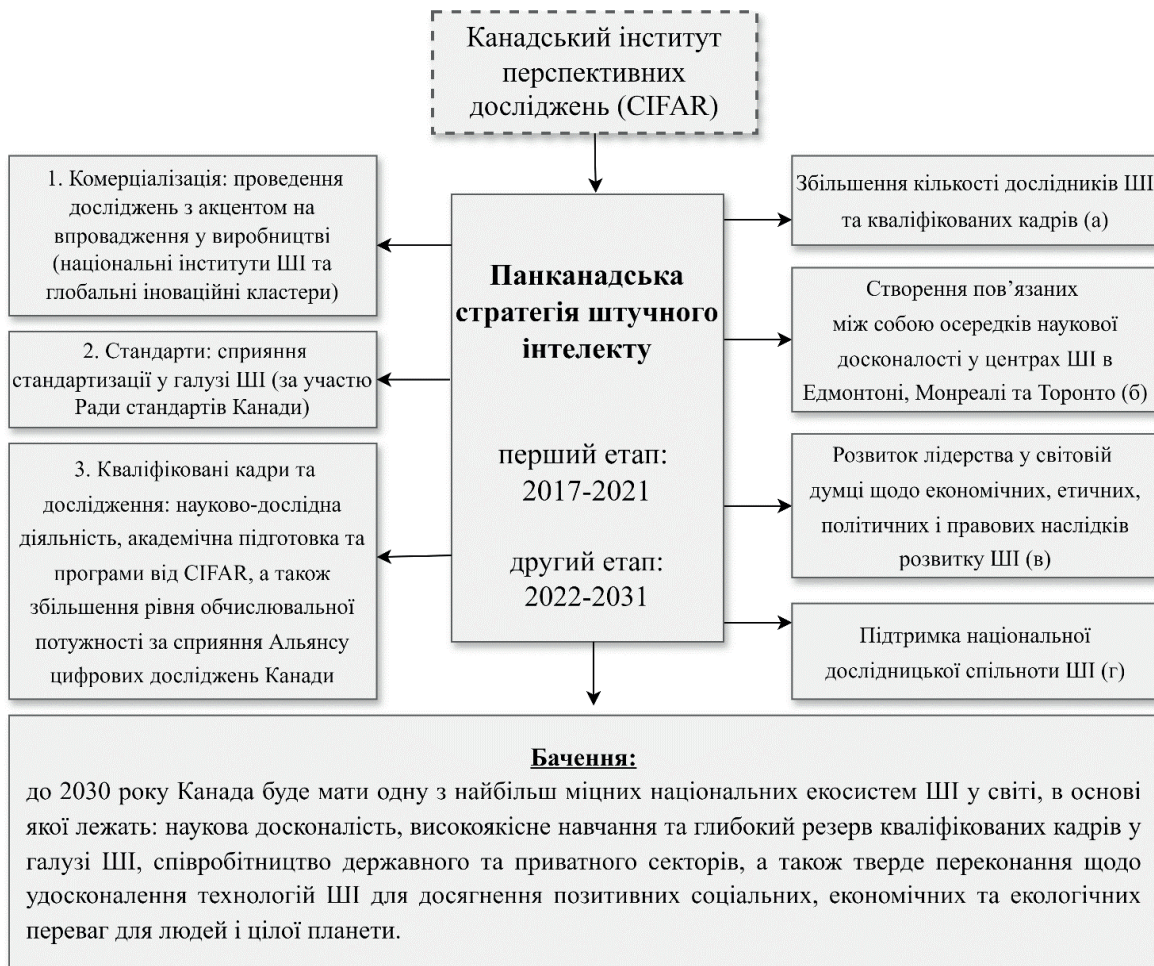 Канадський інститут
перспективних
досліджень (CIFAR)
1. Комерціалізація: проведення
досліджень з акцентом на
впровадження у виробництві
(національні інститути ШІ та
глобальні іноваційні кластери)
2. Стандарти: сприяння
стандартизації у галузі ШІ (за участю
Ради стандартів Канади)
3. Кваліфіковані кадри та
дослідження: науково-дослідна
діяльність, академічна підготовка та
програми від CIFAR, а також
збільшення рівня обчислювальної
потужності за сприяння Альянсу
цифрових досліджень Канади
Панканадська
стратегія штучного
інтелекту
перший етап:
2017-2021
другий етап:
2022-2031
Збільшення кількості дослідників ШІ
та кваліфікованих кадрів (а)
Створення пов’язаних
між собою осередків наукової
досконалості у центрах ШІ в
Едмонтоні, Монреалі та Торонто (б)
Розвиток лідерства у світовій
думці щодо економічних, етичних,
політичних і правових наслідків
розвитку ШІ (в)
Підтримка національної
дослідницької спільноти ШІ (г)
Бачення:
до 2030 року Канада буде мати одну з найбільш міцних національних екосистем ШІ у світі, в основі
якої лежать: наукова досконалість, високоякісне навчання та глибокий резерв кваліфікованих кадрів у
галузі ШІ, співробітництво державного та приватного секторів, а також тверде переконання щодо
удосконалення технологій ШІ для досягнення позитивних соціальних, економічних та екологічних
переваг для людей і цілої планети.